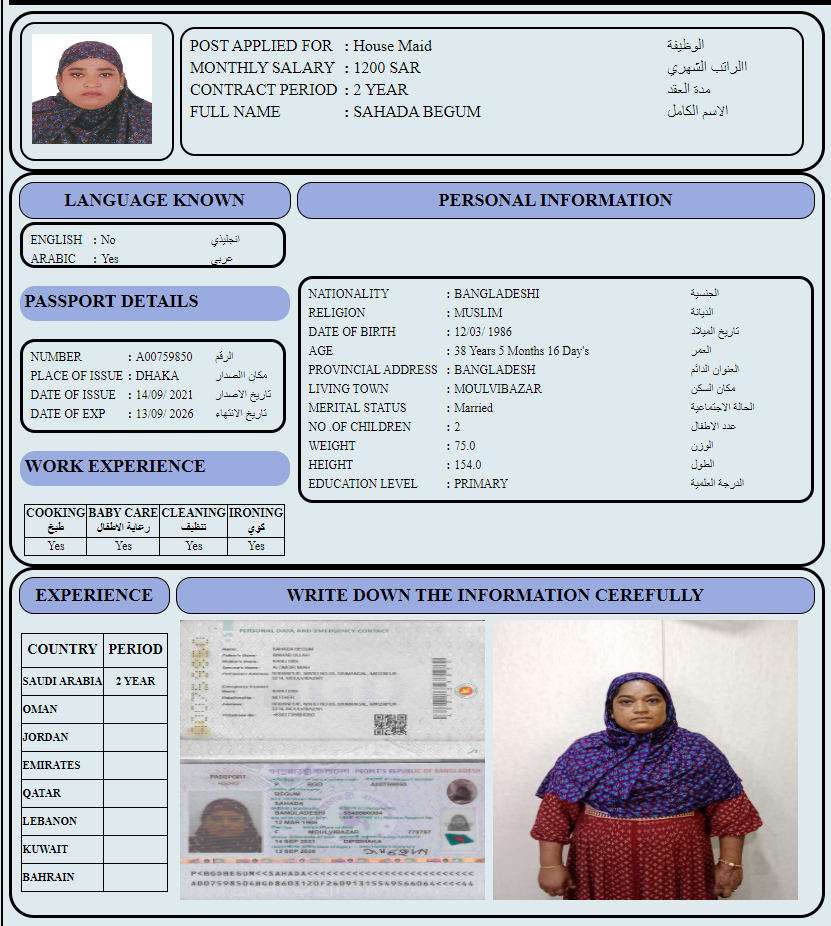 POST APPLIED FOR : House Maid الوظيفة
MONTHLY SALARY : 1200 SAR االراتب الشهري
CONTRACT PERIOD : 2 YEAR مدة العقد
FULL NAME : SAHADA BEGUM الاسم الكامل
LANGUAGE KNOWN
ENGLISH : No انجليذي
ARABIC : Yes عربي
PASSPORT DETAILS
NUMBER : A00759850 الرقم
PLACE OF ISSUE : DHAKA مكان االصدار
DATE OF ISSUE : 14/09/ 2021 تاريخ الاصدار
DATE OF EXP : 13/09/ 2026 تاريخ الانتهاء
WORK EXPERIENCE
COOKING BABY CARE CLEANING IRONING
طبخ رعاية الاطفال تنظيف كوي
Yes Yes Yes Yes
PERSONAL INFORMATION
NATIONALITY : BANGLADESHI الجنسية
RELIGION : MUSLIM الديانة
DATE OF BIRTH : 12/03/ 1986 تاريخ الميلاد
AGE : 38 Years 5 Months 16 Day's العمر
PROVINCIAL ADDRESS : BANGLADESH العنوان الدائم
LIVING TOWN : MOULVIBAZAR مكان السكن
MERITAL STATUS : Married الحالة الاجتماعية
NO .OF CHILDREN : 2 عدد الاطفال
WEIGHT : 75.0 الوزن
HEIGHT : 154.0 الطول
EDUCATION LEVEL : PRIMARY الدرجة العلمية
EXPERIENCE
COUNTRY PERIOD
SAUDI ARABIA 2 YEAR
OMAN
JORDAN
EMIRATES
QATAR
LEBANON
KUWAIT
BAHRAIN
WRITE DOWN THE INFORMATION CEREFULLY
PERSONAL DATA AND EMERGENCY CONTACT
SAHADA BEGUM
PASSPORT PEOPLE'S REPUBLIC OF BANGLADESH
BEGUM
SAHADA
BANGLADESHI
12 MAR 1986
F MOULVIBAZAR
14 SEP 2021 DIP/DHAKA
P<BGDBEGUM<<SAHADA<<<<<<<<<<<<<<<<<<<<<<<<<<